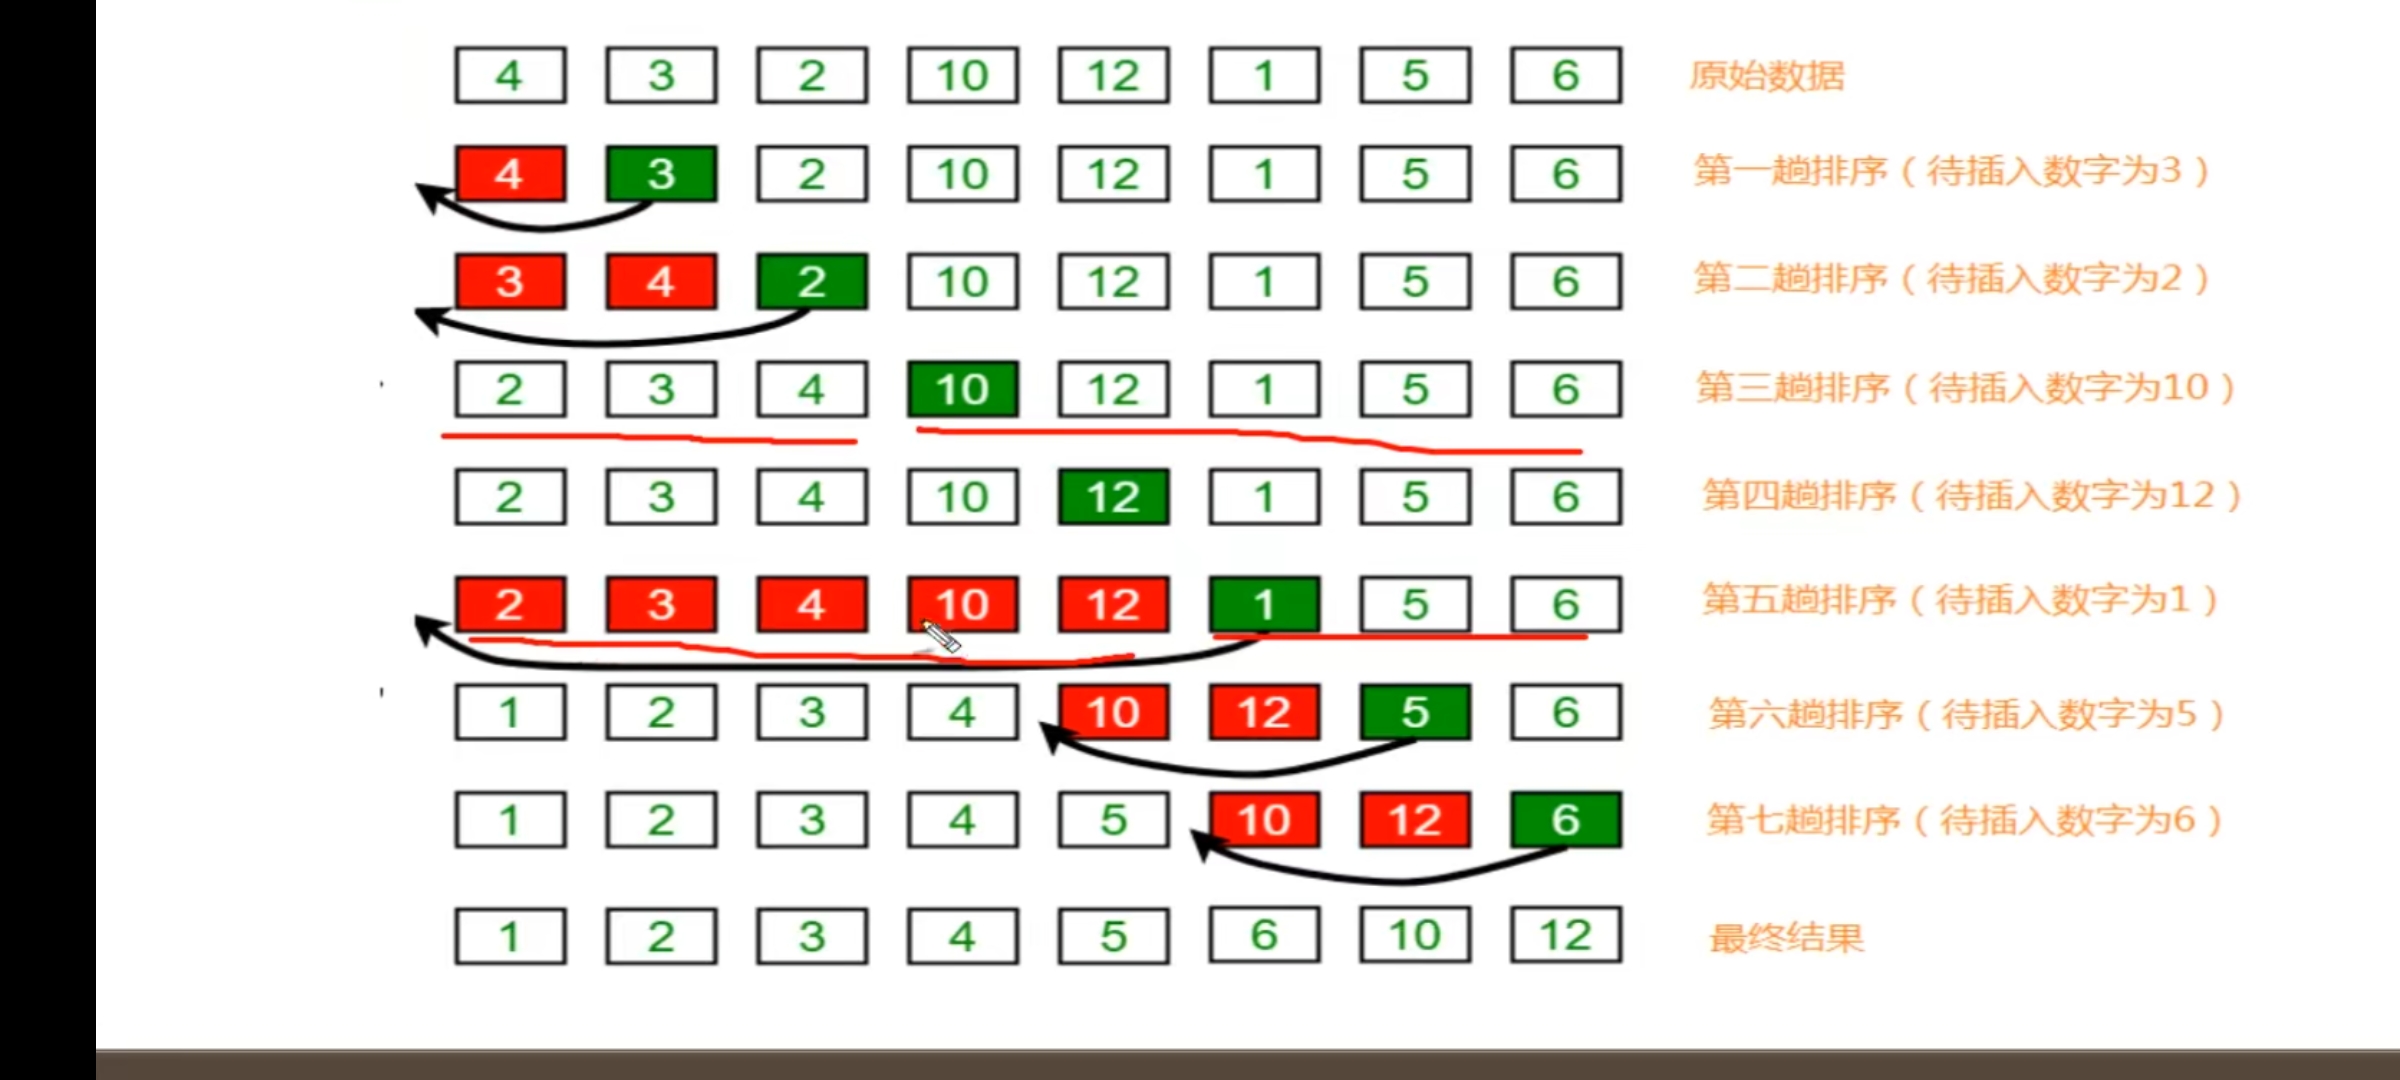 4 3 2 10 12 1 5 6 原始数据
4 3 2 10 12 1 5 6 第一趟排序（待插入数字为3）
3 4 2 10 12 1 5 6 第二趟排序（待插入数字为2）
2 3 4 10 12 1 5 6 第三趟排序（待插入数字为10）
2 3 4 10 12 1 5 6 第四趟排序（待插入数字为12）
2 3 4 10 12 1 5 6 第五趟排序（待插入数字为1）
1 2 3 4 10 12 5 6 第六趟排序（待插入数字为5）
1 2 3 4 5 10 12 6 第七趟排序（待插入数字为6）
1 2 3 4 5 6 10 12 最终结果